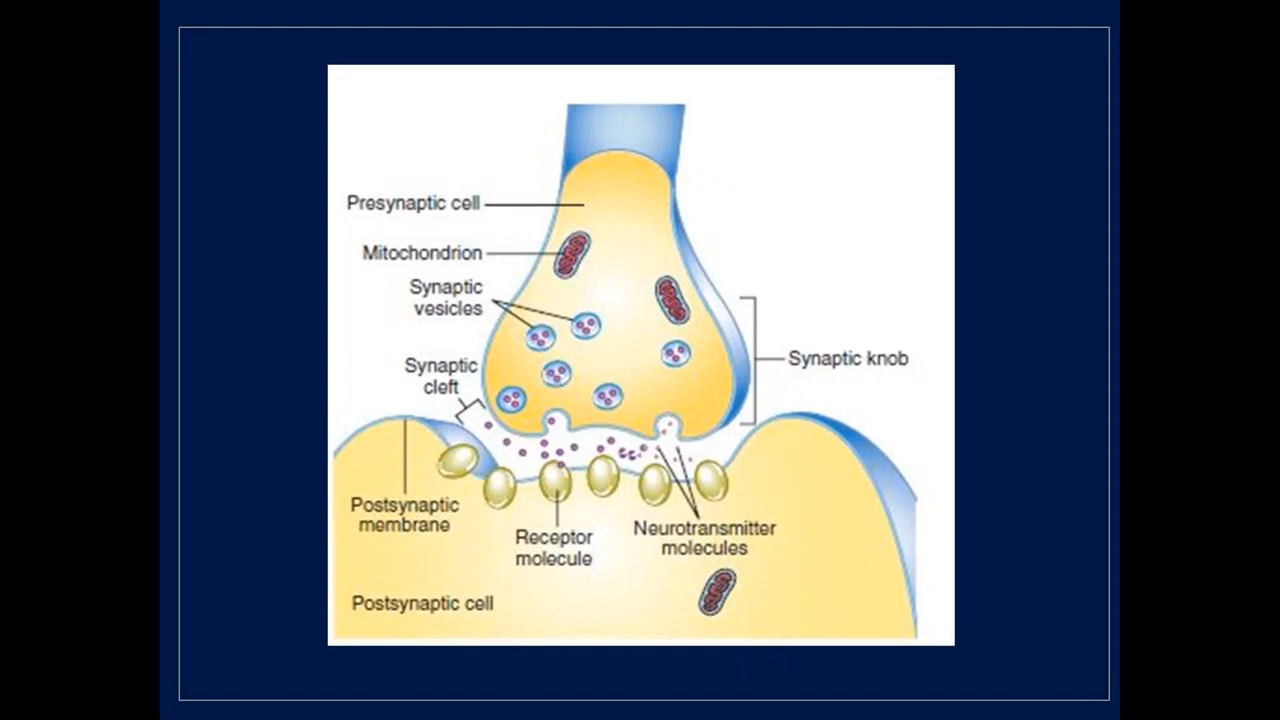 Presynaptic cell
Mitochondrion
Synaptic
vesicles
Synaptic
cleft
Synaptic knob
Postsynaptic
membrane
Receptor
molecule
Neurotransmitter
molecules
Postsynaptic cell